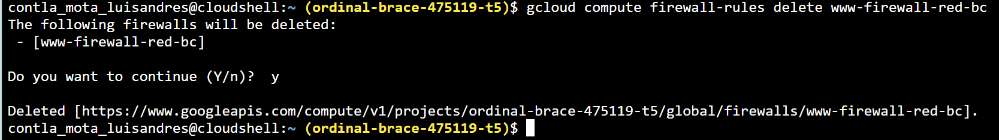 contla_mota_luisandres@cloudshell:~ (ordinal-brace-475119-t5)$ gcloud compute firewall-rules delete www-firewall-red-bc
The following firewalls will be deleted:
 - [www-firewall-red-bc]
Do you want to continue (Y/n)?  y
Deleted [https://www.googleapis.com/compute/v1/projects/ordinal-brace-475119-t5/global/firewalls/www-firewall-red-bc].
contla_mota_luisandres@cloudshell:~ (ordinal-brace-475119-t5)$